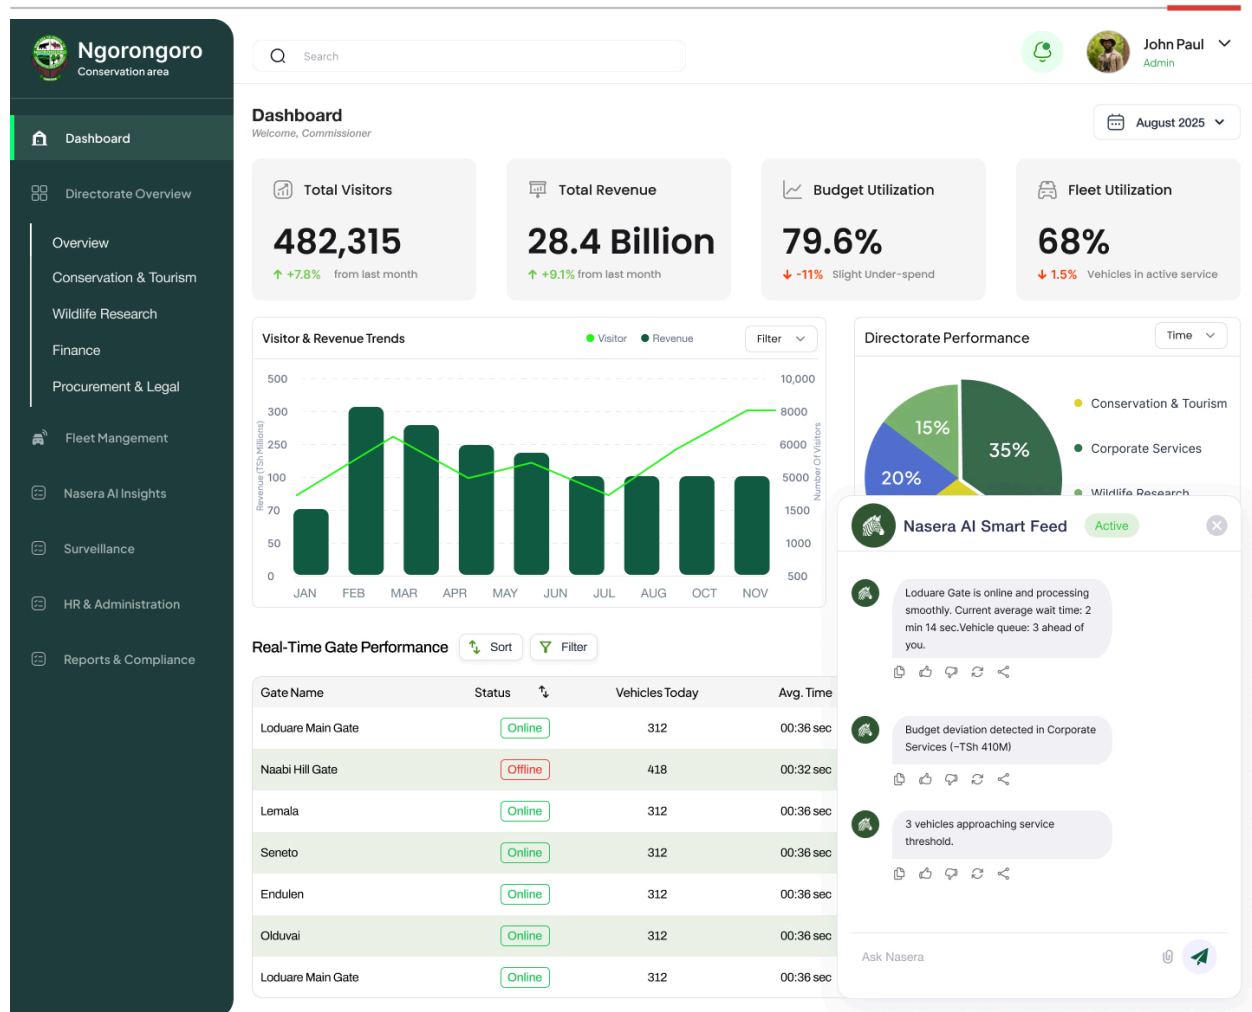 Ngorongoro
Conservation area
Search
John Paul
Admin
Dashboard
Directorate Overview
Overview
Conservation & Tourism
Wildlife Research
Finance
Procurement & Legal
Fleet Mangement
Nasera AI Insights
Surveillance
HR & Administration
Reports & Compliance
Dashboard
Welcome, Commissioner
August 2025
Total Visitors
482,315
+7.8% from last month
Total Revenue
28.4 Billion
+9.1% from last month
Budget Utilization
79.6%
-11% Slight Under-spend
Fleet Utilization
68%
1.5% Vehicles in active service
Visitor & Revenue Trends
Visitor
Revenue
Filter
Revenue (TSh Millions)
500
300
250
100
70
50
0
10,000
8000
6000
5000
1500
1000
500
Number Of Visitors
JAN FEB MAR APR MAY JUN JUL AUG OCT NOV
Directorate Performance
Time
15%
35%
20%
Conservation & Tourism
Corporate Services
Wildlife Research
Real-Time Gate Performance
Sort
Filter
Gate Name Status Vehicles Today Avg. Time
Loduare Main Gate Online 312 00:36 sec
Naabi Hill Gate Offline 418 00:32 sec
Lemala Online 312 00:36 sec
Seneto Online 312 00:36 sec
Endulen Online 312 00:36 sec
Olduvai Online 312 00:36 sec
Loduare Main Gate Online 312 00:36 sec
Nasera AI Smart Feed
Active
Loduare Gate is online and processing
smoothly. Current average wait time: 2
min 14 sec.Vehicle queue: 3 ahead of
you.
Budget deviation detected in Corporate
Services (−TSh 410M)
3 vehicles approaching service
threshold.
Ask Nasera